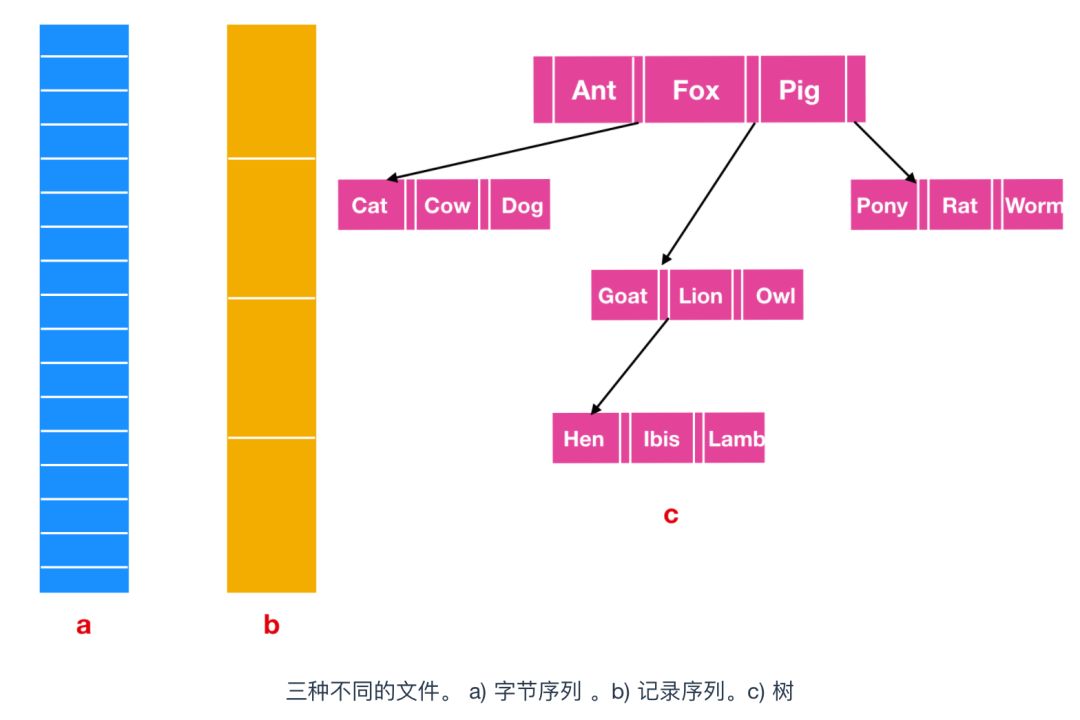 Ant Fox Pig
Cat Cow Dog
Pony Rat Worm
Goat Lion Owl
Hen Ibis Lamb
c
a
b
三种不同的文件。 a) 字节序列 。b) 记录序列。c) 树